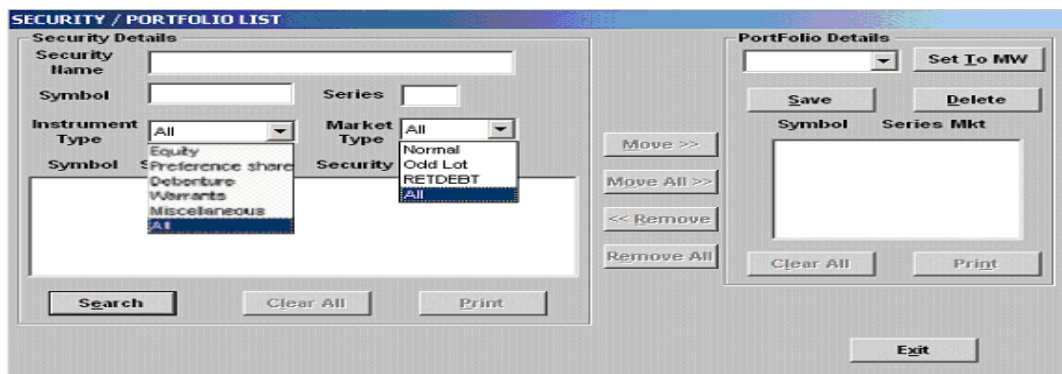 SECURITY / PORTFOLIO LIST
Security Details
Security Name
Symbol
Series
Instrument Type
All
Market Type
All
Equity
Preference share
Debenture
Warrants
Miscellaneous
All
Normal
Odd Lot
RETDEBT
All
Symbol
Security
Search
Clear All
Print
Move >>
Move All >>
<< Remove
Remove All
PortFolio Details
Set To MW
Save
Delete
Symbol Series Mkt
Clear All
Print
Exit